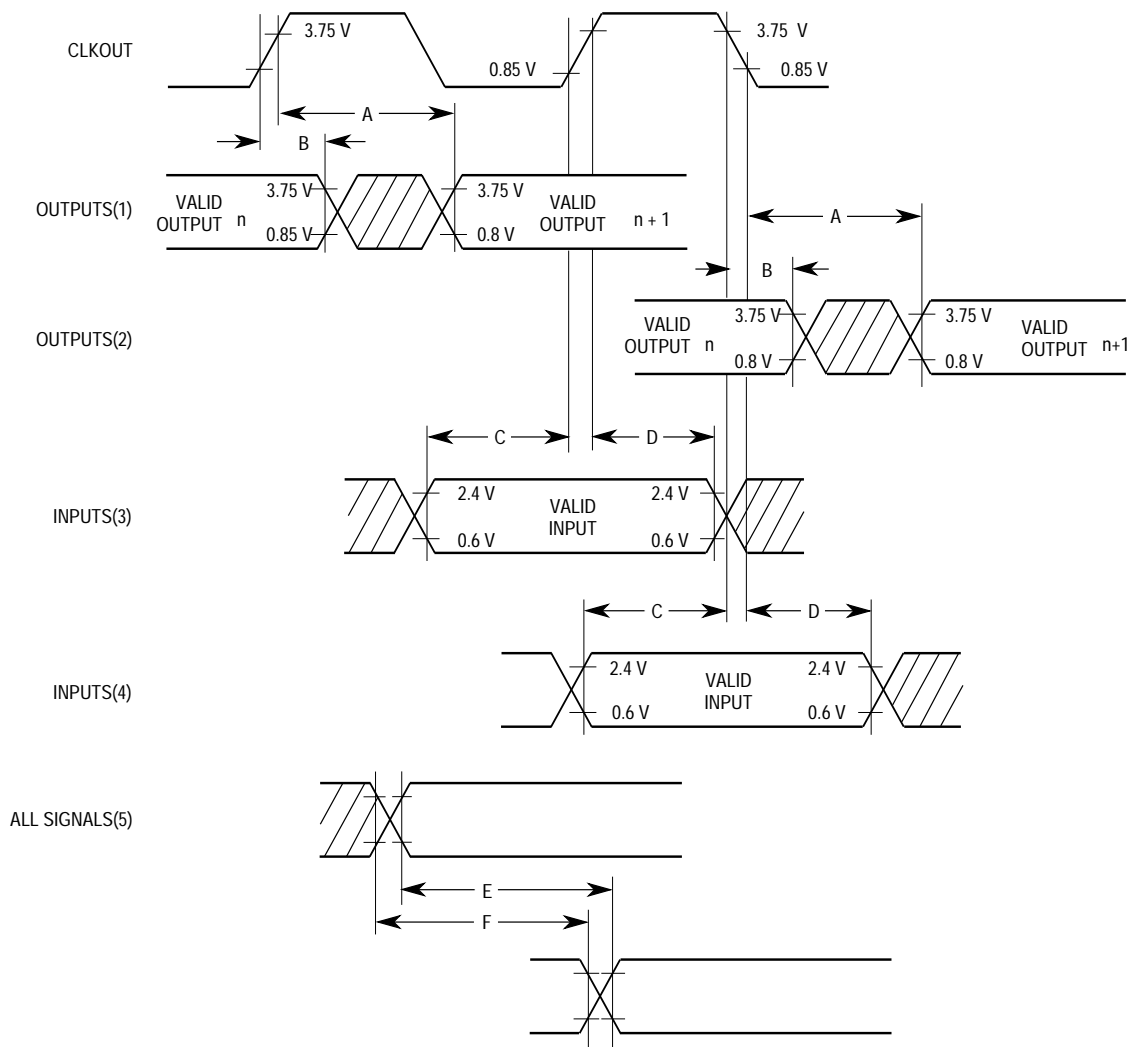 CLKOUT
3.75 V
3.75 V
0.85 V
0.85 V
A
B
OUTPUTS(1)
VALID
OUTPUT n
3.75 V
0.85 V
3.75 V
0.8 V
VALID
OUTPUT
n + 1
A
B
OUTPUTS(2)
VALID
OUTPUT n
3.75 V
0.8 V
3.75 V
0.8 V
VALID
OUTPUT n+1
C
D
INPUTS(3)
2.4 V
0.6 V
VALID
INPUT
2.4 V
0.6 V
C
D
INPUTS(4)
2.4 V
0.6 V
VALID
INPUT
2.4 V
0.6 V
ALL SIGNALS(5)
E
F